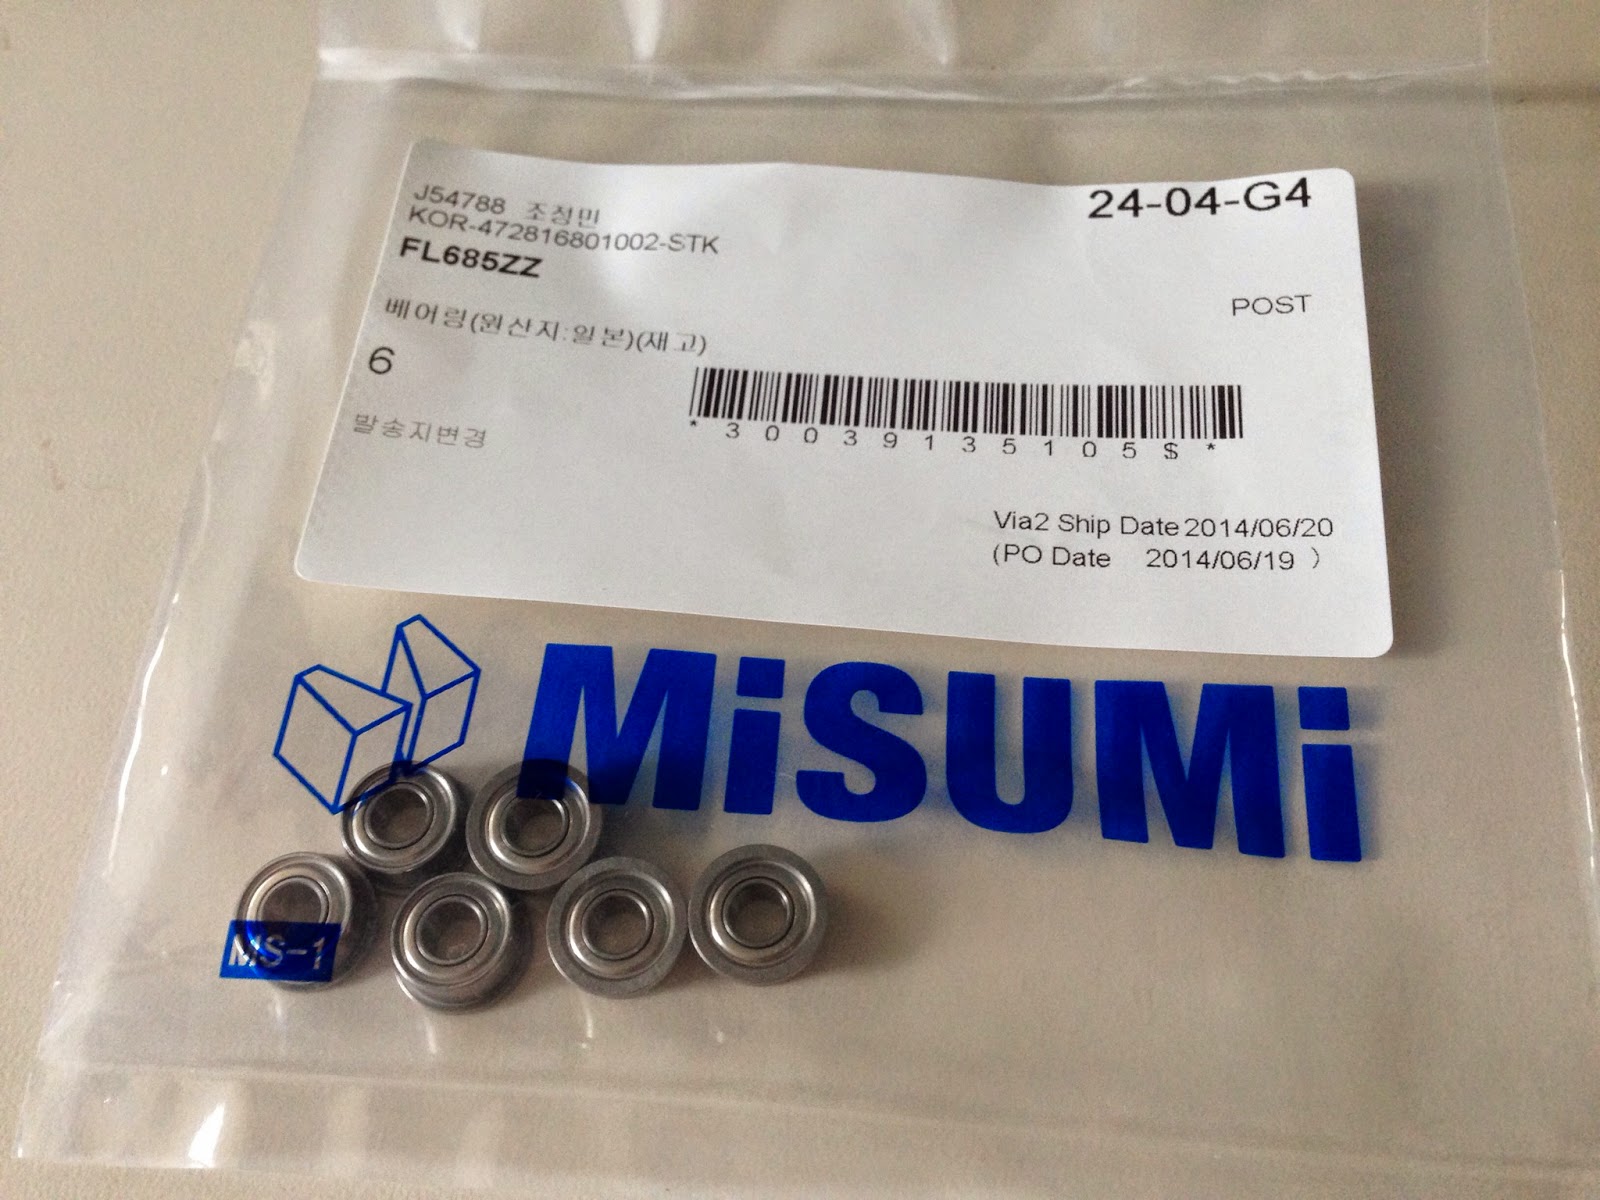 J54788 조정민
24-04-G4
KOR-472816801002-STK
FL685ZZ
POST
베어링(원산지:일본)(재고)
6
*30039135105$*
발송지변경
Via2 Ship Date 2014/06/20
(PO Date 2014/06/19 )
MiSUMi
MS-1